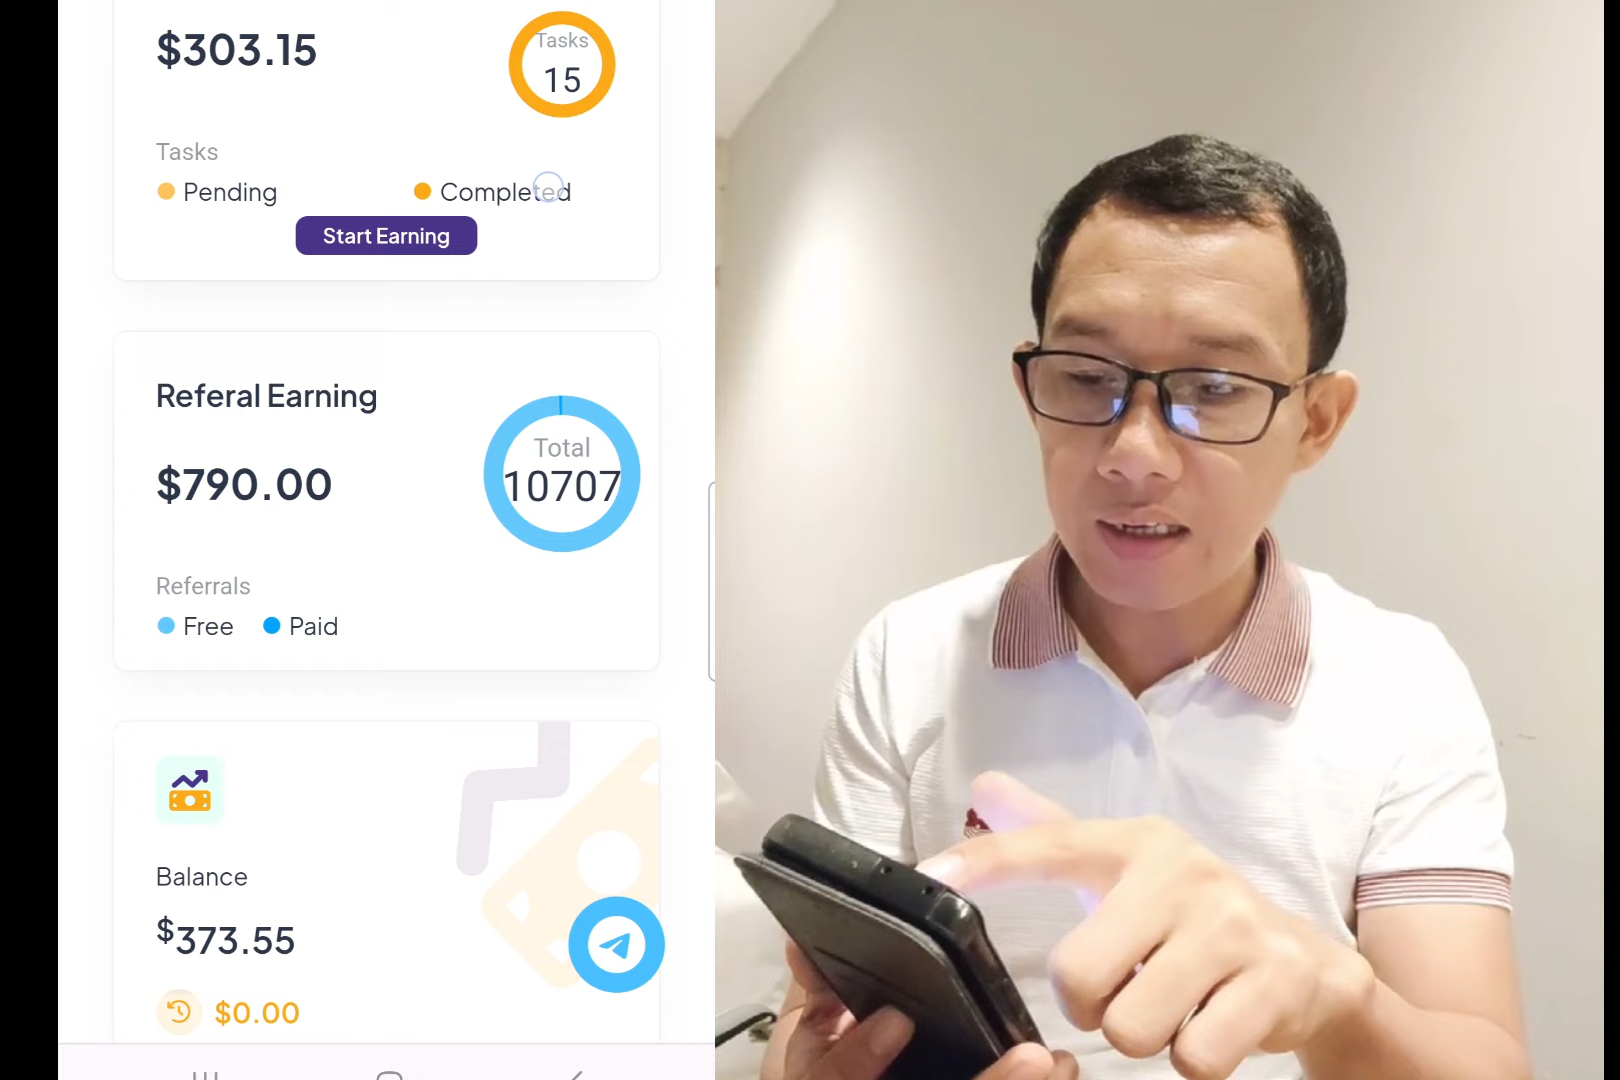 $303.15
Tasks
15
Tasks
Pending
Completed
Start Earning
Referal Earning
$790.00
Total
10707
Referrals
Free
Paid
Balance
$373.55
$0.00